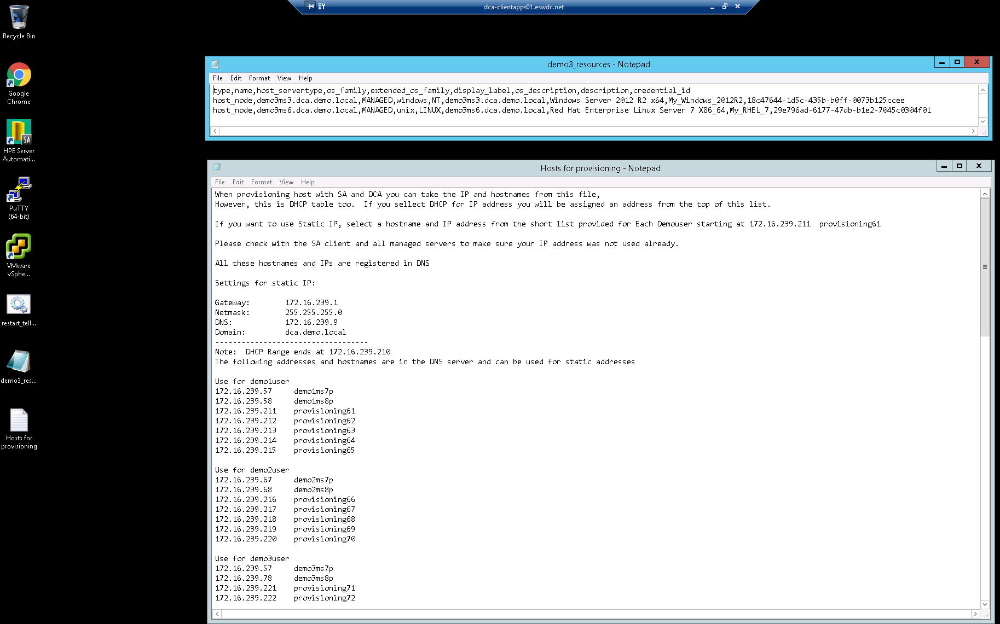 dca-clientapps01.eswdc.net
Recycle Bin
Google
Chrome
SA
HPE Server
Automati...
PuTTY
(64-bit)
VMware
vSphe...
restart_tell...
demo3_res...
Hosts for
provisioning
demo3_resources - Notepad
File Edit Format View Help
type,name,host_servertype,os_family,extended_os_family,display_label,os_description,description,credential_id
host_node,demo3ms3.dca.demo.local,MANAGED,windows,NT,demo3ms3.dca.demo.local,Windows Server 2012 R2 x64,My_Windows_2012R2,18c47644-1d5c-435b-b0ff-0073b125ccee
host_node,demo3ms6.dca.demo.local,MANAGED,unix,LINUX,demo3ms6.dca.demo.local,Red Hat Enterprise Linux Server 7 X86_64,My_RHEL_7,29e796ad-6177-47db-b1e2-7045c0304f01
Hosts for provisioning - Notepad
File Edit Format View Help
When provisioning host with SA and DCA you can take the IP and hostnames from this file,
However, this is DHCP table too.  If you sellect DHCP for IP address you will be assigned an address from the top of this list.
If you want to use Static IP, select a hostname and IP address from the short list provided for Each Demouser starting at 172.16.239.211  provisioning61
Please check with the SA client and all managed servers to make sure your IP address was not used already.
All these hostnames and IPs are registered in DNS
Settings for static IP:
Gateway: 172.16.239.1
Netmask: 255.255.255.0
DNS: 172.16.239.9
Domain: dca.demo.local
-----------------------------------
Note:  DHCP Range ends at 172.16.239.210
The following addresses and hostnames are in the DNS server and can be used for static addresses
Use for demo1user
172.16.239.57 demo1ms7p
172.16.239.58 demo1ms8p
172.16.239.211 provisioning61
172.16.239.212 provisioning62
172.16.239.213 provisioning63
172.16.239.214 provisioning64
172.16.239.215 provisioning65
Use for demo2user
172.16.239.67 demo2ms7p
172.16.239.68 demo2ms8p
172.16.239.216 provisioning66
172.16.239.217 provisioning67
172.16.239.218 provisioning68
172.16.239.219 provisioning69
172.16.239.220 provisioning70
Use for demo3user
172.16.239.57 demo3ms7p
172.16.239.78 demo3ms8p
172.16.239.221 provisioning71
172.16.239.222 provisioning72